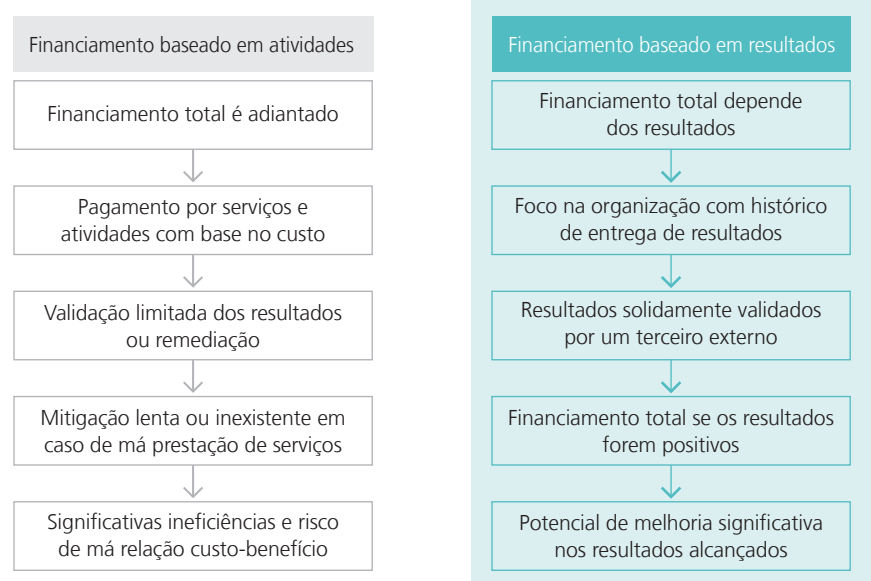 Financiamento baseado em atividades
Financiamento total é adiantado
Pagamento por serviços e
atividades com base no custo
Validação limitada dos resultados
ou remediação
Mitigação lenta ou inexistente em
caso de má prestação de serviços
Significativas ineficiências e risco
de má relação custo-benefício
Financiamento baseado em resultados
Financiamento total depende
dos resultados
Foco na organização com histórico
de entrega de resultados
Resultados solidamente validados
por um terceiro externo
Financiamento total se os resultados
forem positivos
Potencial de melhoria significativa
nos resultados alcançados